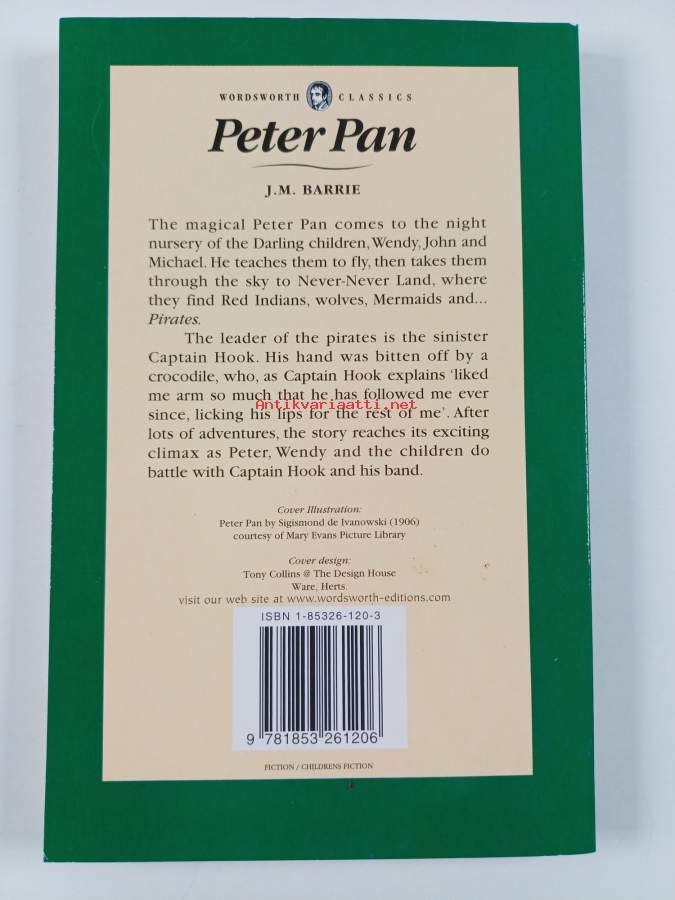 WORDSWORTH CLASSICS
Peter Pan
J.M. BARRIE
The magical Peter Pan comes to the night
nursery of the Darling children, Wendy, John and
Michael. He teaches them to fly, then takes them
through the sky to Never-Never Land, where
they find Red Indians, wolves, Mermaids and...
Pirates.
The leader of the pirates is the sinister
Captain Hook. His hand was bitten off by a
crocodile, who, as Captain Hook explains ‘liked
me arm so much that he has followed me ever
Antikvariaatti.net
since, licking his lips for the rest of me’. After
lots of adventures, the story reaches its exciting
climax as Peter, Wendy and the children do
battle with Captain Hook and his band.
Cover Illustration:
Peter Pan by Sigismond de Ivanowski (1906)
courtesy of Mary Evans Picture Library
Cover design:
Tony Collins @ The Design House
Ware, Herts.
visit our web site at www.wordsworth-editions.com
ISBN 1-85326-120-3
9 781853 261206
FICTION / CHILDRENS FICTION